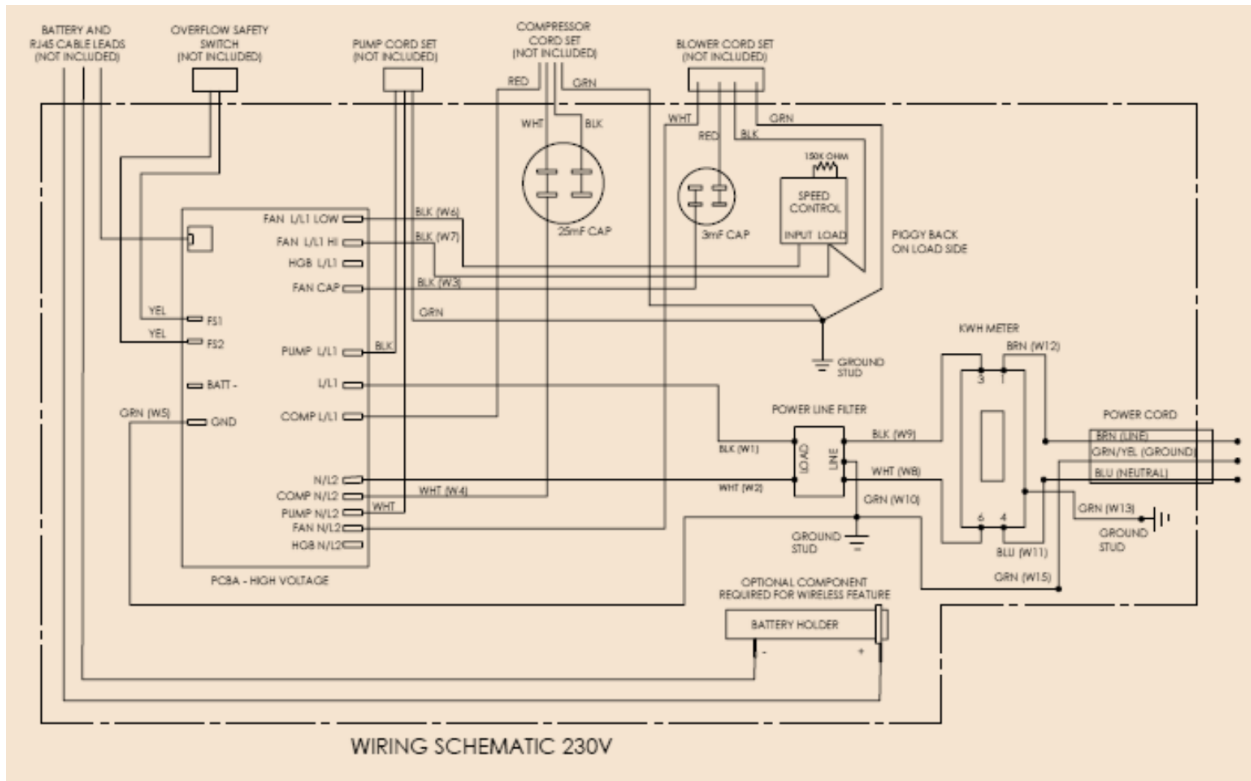 BATTERY AND
RJ45 CABLE LEADS
(NOT INCLUDED)
OVERFLOW SAFETY
SWITCH
(NOT INCLUDED)
PUMP CORD SET
(NOT INCLUDED)
COMPRESSOR
CORD SET
(NOT INCLUDED)
BLOWER CORD SET
(NOT INCLUDED)
RED
GRN
WHT
BLK
25mF CAP
WHT
RED
BLK
GRN
3mF CAP
150K OHM
SPEED
CONTROL
INPUT LOAD
PIGGY BACK
ON LOAD SIDE
FAN L/L1 LOW
BLK (W6)
FAN L/L1 HI
BLK (W7)
HGB L/L1
FAN CAP
BLK (W3)
GRN
YEL
FS1
YEL
FS2
PUMP L/L1
BLK
BATT -
L/L1
GRN (W5)
GND
COMP L/L1
N/L2
COMP N/L2
WHT (W4)
PUMP N/L2
WHT
FAN N/L2
HGB N/L2
PCBA - HIGH VOLTAGE
GROUND
STUD
POWER LINE FILTER
LOAD
LINE
BLK (W1)
WHT (W2)
BLK (W9)
WHT (W8)
GRN (W10)
GROUND
STUD
KWH METER
BRN (W12)
3 1
6 4
BLU (W11)
POWER CORD
BRN (LINE)
GRN/YEL (GROUND)
BLU (NEUTRAL)
GRN (W13)
GROUND
STUD
GRN (W15)
OPTIONAL COMPONENT
REQUIRED FOR WIRELESS FEATURE
BATTERY HOLDER
- +
WIRING SCHEMATIC 230V